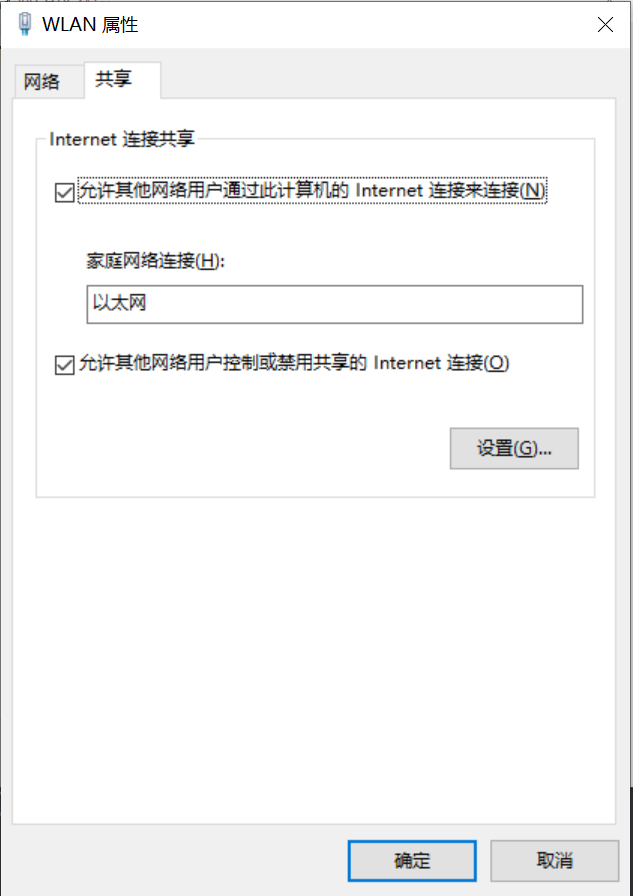 WLAN 属性
网络
共享
Internet 连接共享
允许其他网络用户通过此计算机的 Internet 连接来连接(N)
家庭网络连接(H):
以太网
允许其他网络用户控制或禁用共享的 Internet 连接(O)
设置(G)...
确定
取消